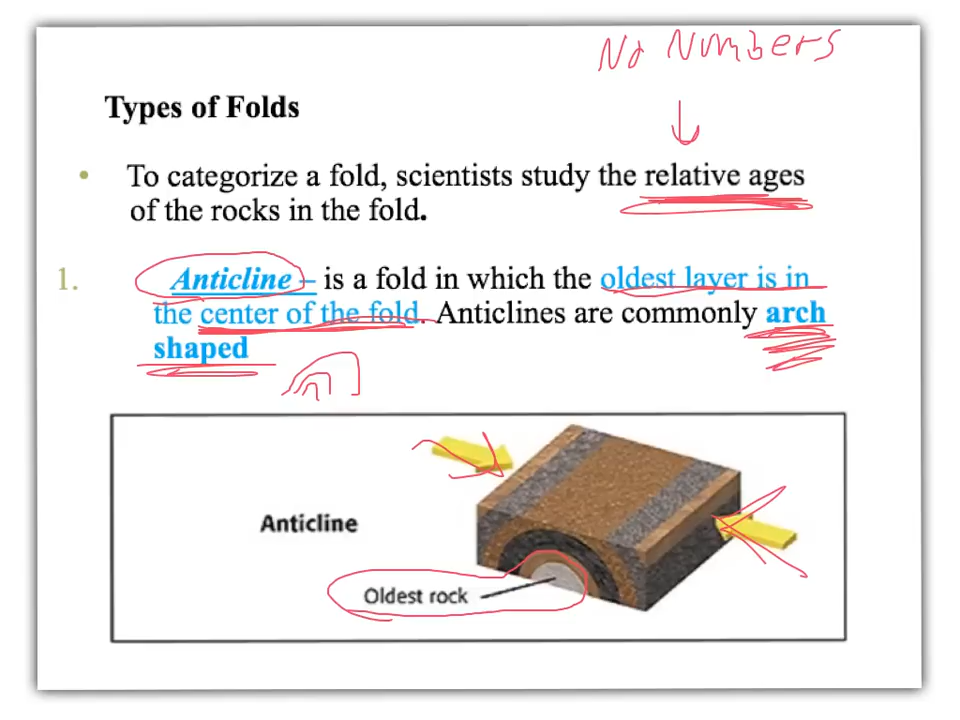 No Numbers
Types of Folds
• To categorize a fold, scientists study the relative ages
of the rocks in the fold.
1. Anticline – is a fold in which the oldest layer is in
the center of the fold. Anticlines are commonly arch
shaped
Anticline
Oldest rock